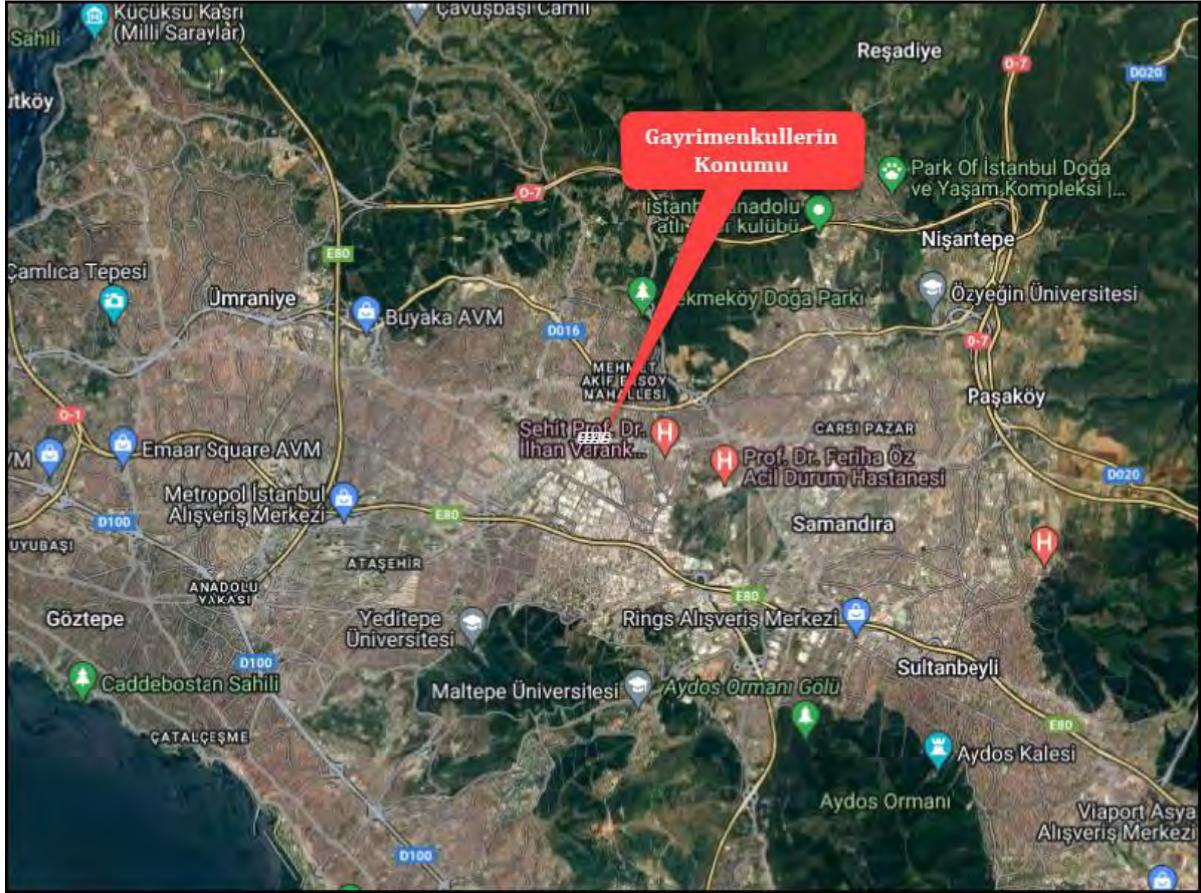 Küçüksu Kasrı
(Milli Saraylar)
Çavuşbaşı Camii
Sahili
Reşadiye
O-7
D020
utköy
Gayrimenkullerin
Konumu
O-7
Park Of İstanbul Doğa
ve Yaşam Kompleksi |...
kulübü
Nişantepe
E80
Çamlıca Tepesi
Ümraniye
Buyaka AVM
ekmeköy Doğa Parkı
Özyeğin Üniversitesi
D016
O-7
MEHMET
AKİF ERSOY
MAHALLESİ
Paşaköy
O-1
Şehit Prof. Dr.
İlhan Varank...
ÇARŞI PAZAR
Emaar Square AVM
VM
Prof. Dr. Feriha Öz
Acil Durum Hastanesi
D020
Metropol İstanbul
Alışveriş Merkezi
E80
D100
Samandıra
UYUBAŞI
ATAŞEHİR
ANADOLU
YAKASI
E80
Göztepe
Yeditepe
Üniversitesi
Rings Alışveriş Merkezi
D100
Sultanbeyli
Caddebostan Sahili
Maltepe Üniversitesi
Aydos Ormanı Gölü
E80
ÇATALÇEŞME
Aydos Kalesi
Aydos Ormanı
Viaport Asya
Alışveriş Merkezi
D100